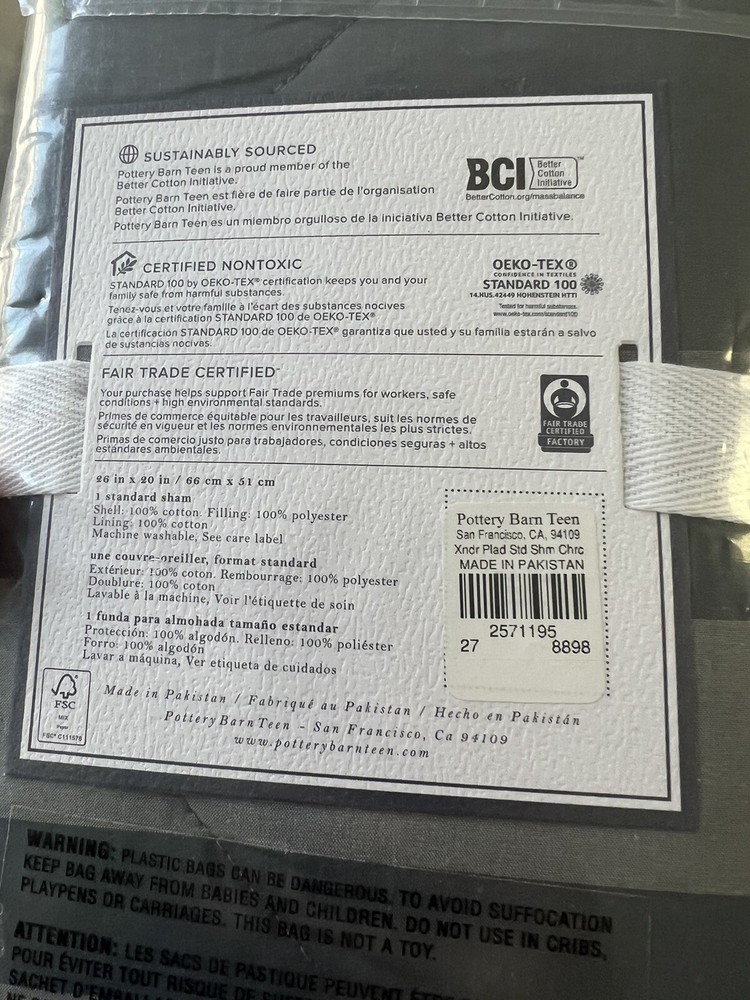 SUSTAINABLY SOURCED
Pottery Barn Teen is a proud member of the
Better Cotton Initiative.
Pottery Barn Teen est fière de faire partie de l'organisation
Better Cotton Initiative.
Pottery Barn Teen es un miembro orgulloso de la iniciativa Better Cotton Initiative.
BCI
Better
Cotton
Initiative
™
BetterCotton.org/massbalance
CERTIFIED NONTOXIC
STANDARD 100 by OEKO-TEX® certification keeps you and your
family safe from harmful substances.
Tenez-vous et votre famille à l'écart des substances nocives
grâce à la certification STANDARD 100 de OEKO-TEX®
La certificación STANDARD 100 de OEKO-TEX® garantiza que usted y su familia estarán a salvo
de sustancias nocivas.
OEKO-TEX®
CONFIDENCE IN TEXTILES
STANDARD 100
14.HUS.42449 HOHENSTEIN HTTI
Tested for harmful substances.
www.oeko-tex.com/standard100
FAIR TRADE CERTIFIED™
Your purchase helps support Fair Trade premiums for workers, safe
conditions + high environmental standards.
Primes de commerce équitable pour les travailleurs, suit les normes de
sécurité en vigueur et les normes environnementales les plus strictes.
Primas de comercio justo para trabajadores, condiciones seguras + altos
estándares ambientales.
FAIR TRADE
CERTIFIED
FACTORY
26 in x 20 in / 66 cm x 51 cm
1 standard sham
Shell: 100% cotton. Filling: 100% polyester
Lining: 100% cotton
Machine washable, See care label
une couvre-oreiller, format standard
Extérieur: 100% coton. Rembourrage: 100% polyester
Doublure: 100% coton
Lavable à la machine, Voir l'étiquette de soin
1 funda para almohada tamaño estandar
Protección: 100% algodón. Relleno: 100% poliéster
Forro: 100% algodón
Lavar a máquina, Ver etiqueta de cuidados
Pottery Barn Teen
San Francisco, CA, 94109
Xndr Plad Std Shm Chrc
MADE IN PAKISTAN
2571195
27 8898
FSC
MIX
Paper
FSC® C111578
Made in Pakistan / Fabriqué au Pakistan / Hecho en Pakistán
Pottery Barn Teen - San Francisco, Ca 94109
www.potterybarnteen.com
WARNING: PLASTIC BAGS CAN BE DANGEROUS. TO AVOID SUFFOCATION
KEEP BAG AWAY FROM BABIES AND CHILDREN. DO NOT USE IN CRIBS,
PLAYPENS OR CARRIAGES. THIS BAG IS NOT A TOY.
ATTENTION: LES SACS DE PASTIQUE PEUVENT
POUR ÉVITER TOUT RISQUE DE
SACHET